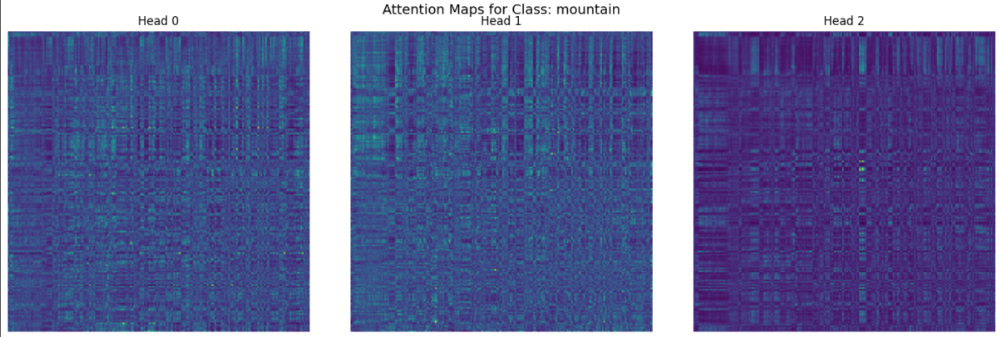 Attention Maps for Class: mountain
Head 0
Head 1
Head 2